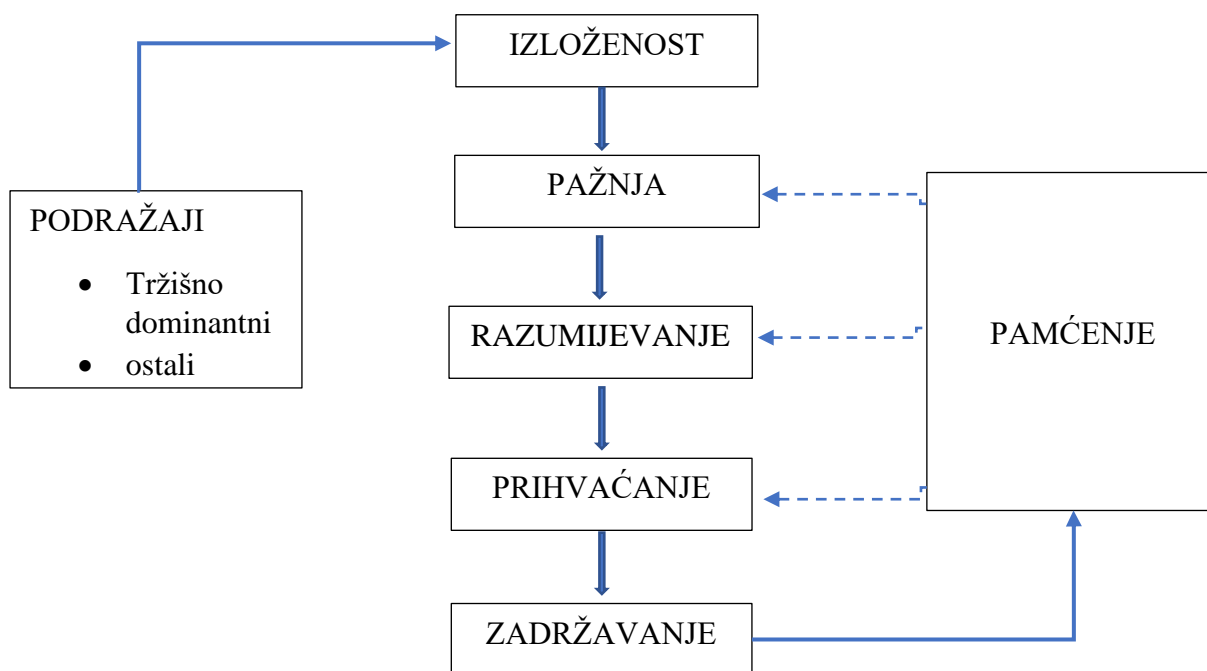 IZLOŽENOST
PAŽNJA
PODRAŽAJI
• Tržišno
dominantni
• ostali
RAZUMIJEVANJE
PAMĆENJE
PRIHVAĆANJE
ZADRŽAVANJE